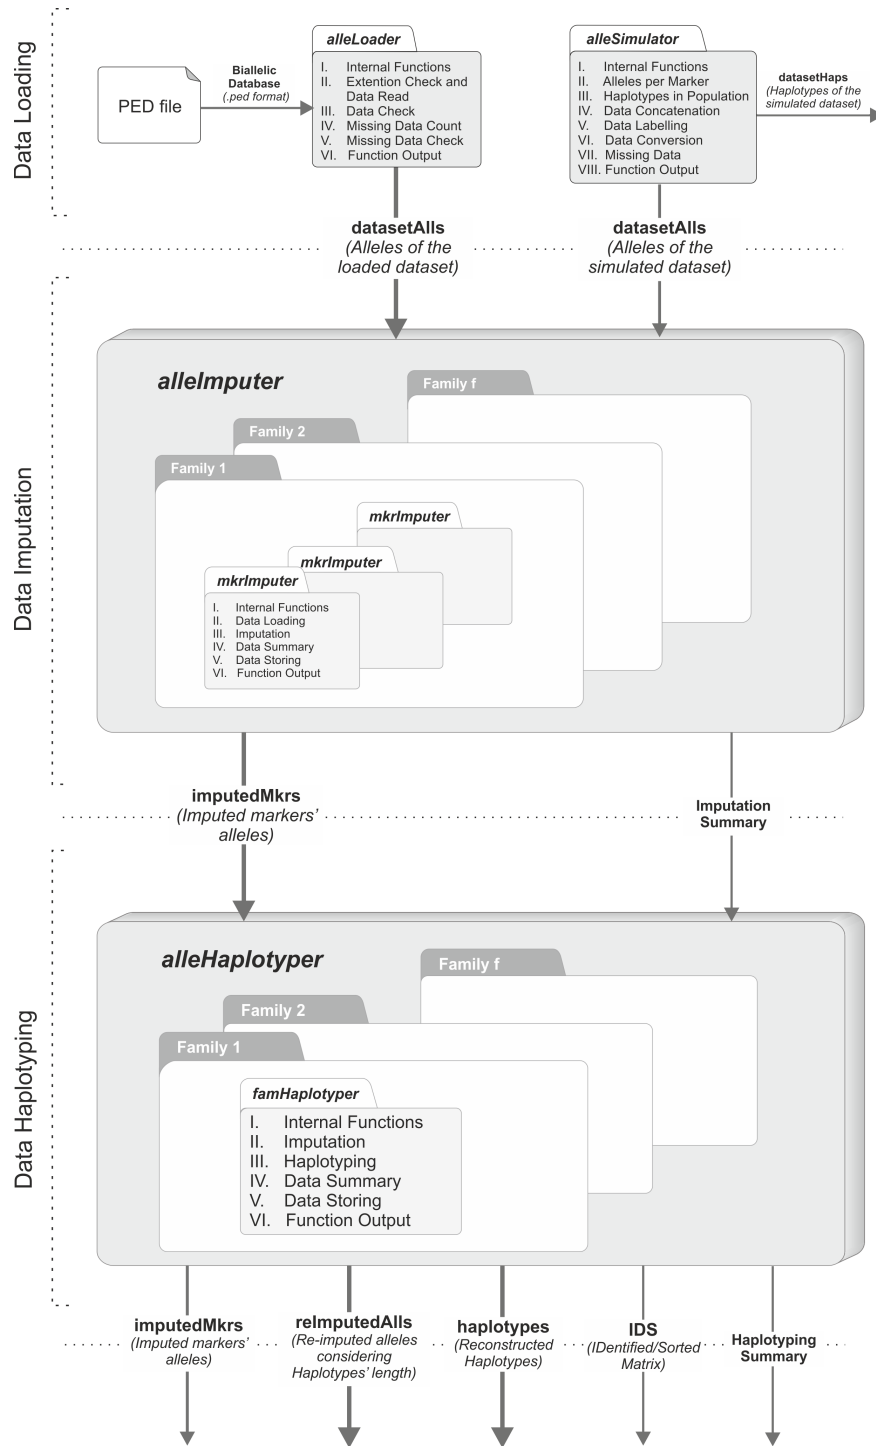 Data Loading
PED file
Biallelic
Database
(.ped format)
alleLoader
I. Internal Functions
II. Extention Check and
Data Read
III. Data Check
IV. Missing Data Count
V. Missing Data Check
VI. Function Output
alleSimulator
I. Internal Functions
II. Alleles per Marker
III. Haplotypes in Population
IV. Data Concatenation
V. Data Labelling
VI. Data Conversion
VII. Missing Data
VIII. Function Output
datasetHaps
(Haplotypes of the
simulated dataset)
datasetAlls
(Alleles of the
loaded dataset)
datasetAlls
(Alleles of the
simulated dataset)
Data Imputation
alleImputer
Family f
Family 2
Family 1
mkrImputer
mkrImputer
mkrImputer
I. Internal Functions
II. Data Loading
III. Imputation
IV. Data Summary
V. Data Storing
VI. Function Output
imputedMkrs
(Imputed markers’
alleles)
Imputation
Summary
Data Haplotyping
alleHaplotyper
Family f
Family 2
Family 1
famHaplotyper
I. Internal Functions
II. Imputation
III. Haplotyping
IV. Data Summary
V. Data Storing
VI. Function Output
imputedMkrs
(Imputed markers’
alleles)
reImputedAlls
(Re-imputed alleles
considering
Haplotypes’ length)
haplotypes
(Reconstructed
Haplotypes)
IDS
(IDentified/Sorted
Matrix)
Haplotyping
Summary